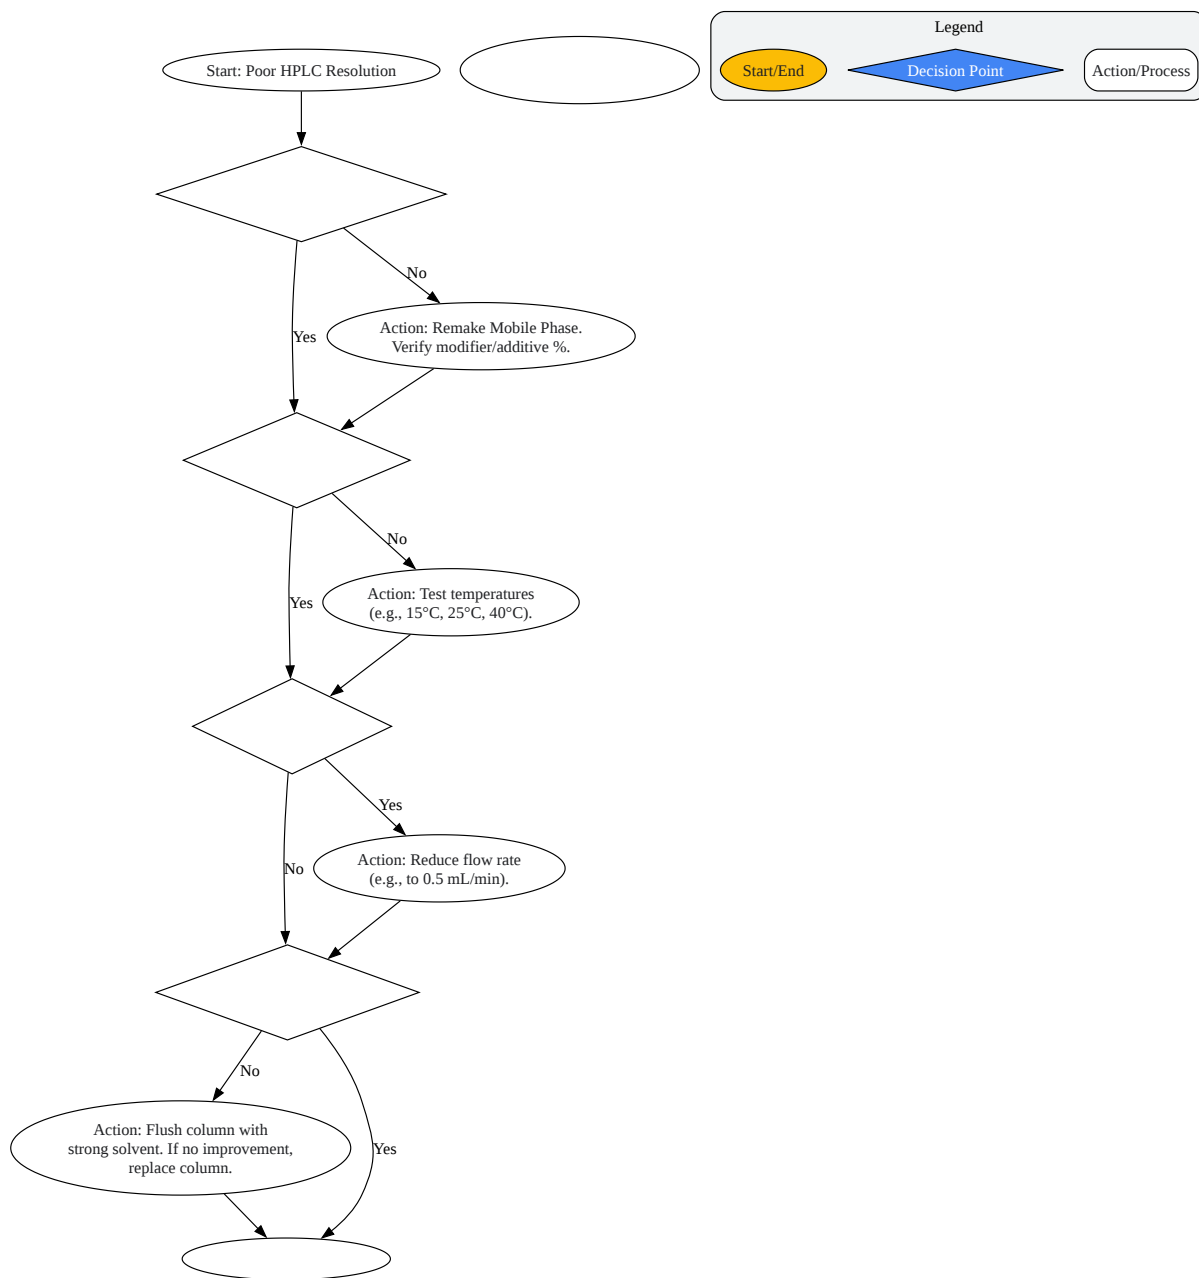 Start: Poor HPLC Resolution
Legend
Start/End
Decision Point
Action/Process
No
Action: Remake Mobile Phase.
Verify modifier/additive %.
Yes
No
Action: Test temperatures
(e.g., 15°C, 25°C, 40°C).
Yes
Yes
Action: Reduce flow rate
(e.g., to 0.5 mL/min).
No
No
Action: Flush column with
strong solvent. If no improvement,
replace column.
Yes